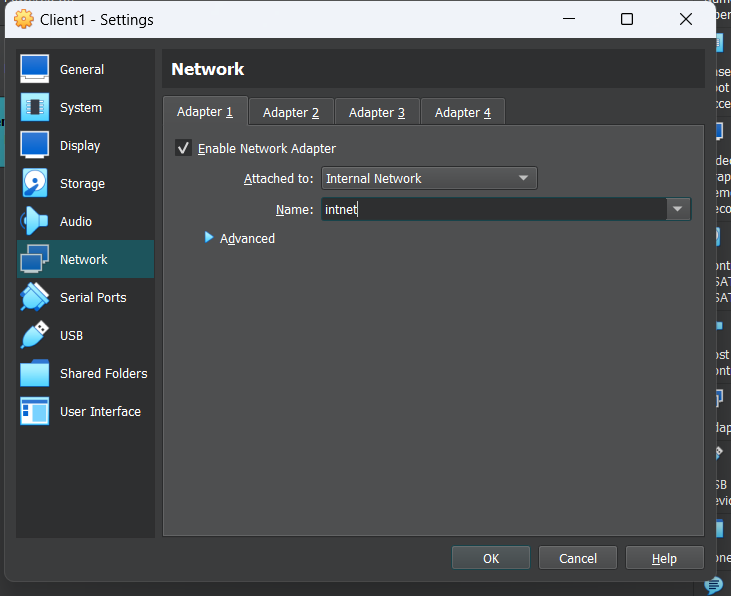 Client1 - Settings
General
System
Display
Storage
Audio
Network
Serial Ports
USB
Shared Folders
User Interface
Network
Adapter 1
Adapter 2
Adapter 3
Adapter 4
Enable Network Adapter
Attached to: Internal Network
Name: intnet
Advanced
OK
Cancel
Help